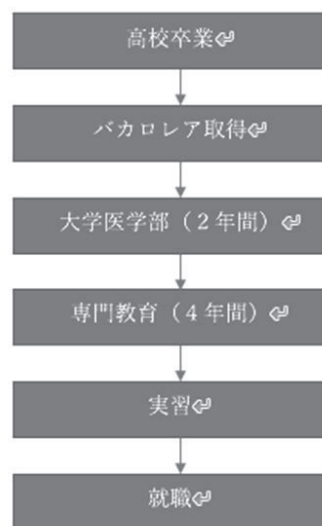 高校卒業
バカロレア取得
大学医学部（２年間）
専門教育（４年間）
実習
就職